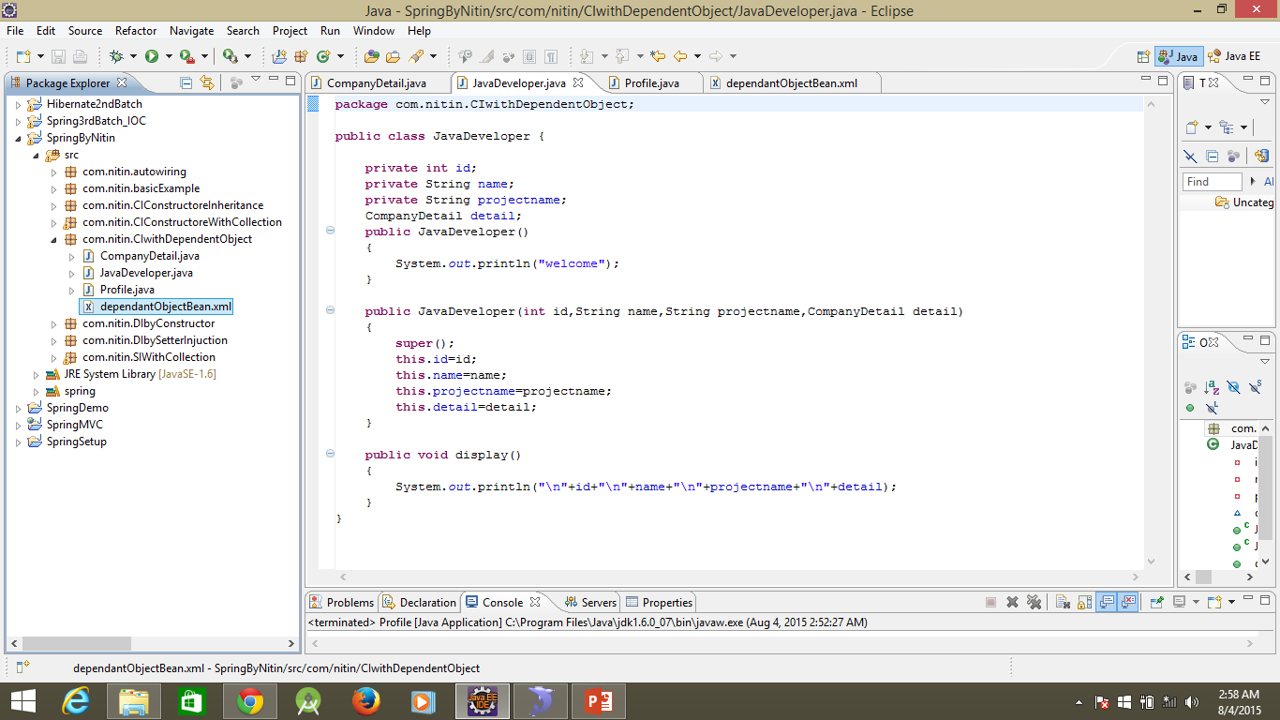 Java - SpringByNitin/src/com/nitin/CIwithDependentObject/JavaDeveloper.java - Eclipse
File Edit Source Refactor Navigate Search Project Run Window Help
Java Java EE
Package Explorer
Hibernate2ndBatch
Spring3rdBatch_IOC
SpringByNitin
src
com.nitin.autowiring
com.nitin.basicExample
com.nitin.CIConstructoreInheritance
com.nitin.CIConstructoreWithCollection
com.nitin.CIwithDependentObject
CompanyDetail.java
JavaDeveloper.java
Profile.java
dependantObjectBean.xml
com.nitin.DIbyConstructor
com.nitin.DIbySetterInjuction
com.nitin.SIWithCollection
JRE System Library [JavaSE-1.6]
spring
SpringDemo
SpringMVC
SpringSetup
CompanyDetail.java JavaDeveloper.java Profile.java dependantObjectBean.xml
package com.nitin.CIwithDependentObject;
public class JavaDeveloper {
private int id;
private String name;
private String projectname;
CompanyDetail detail;
public JavaDeveloper()
{
System.out.println("welcome");
}
public JavaDeveloper(int id,String name,String projectname,CompanyDetail detail)
{
super();
this.id=id;
this.name=name;
this.projectname=projectname;
this.detail=detail;
}
public void display()
{
System.out.println("\n"+id+"\n"+name+"\n"+projectname+"\n"+detail);
}
}
T
Find Al
Uncateg
O
com.
JavaD
Problems Declaration Console Servers Properties
<terminated> Profile [Java Application] C:\Program Files\Java\jdk1.6.0_07\bin\javaw.exe (Aug 4, 2015 2:52:27 AM)
dependantObjectBean.xml - SpringByNitin/src/com/nitin/CIwithDependentObject
Java EE
IDE
2:58 AM
8/4/2015